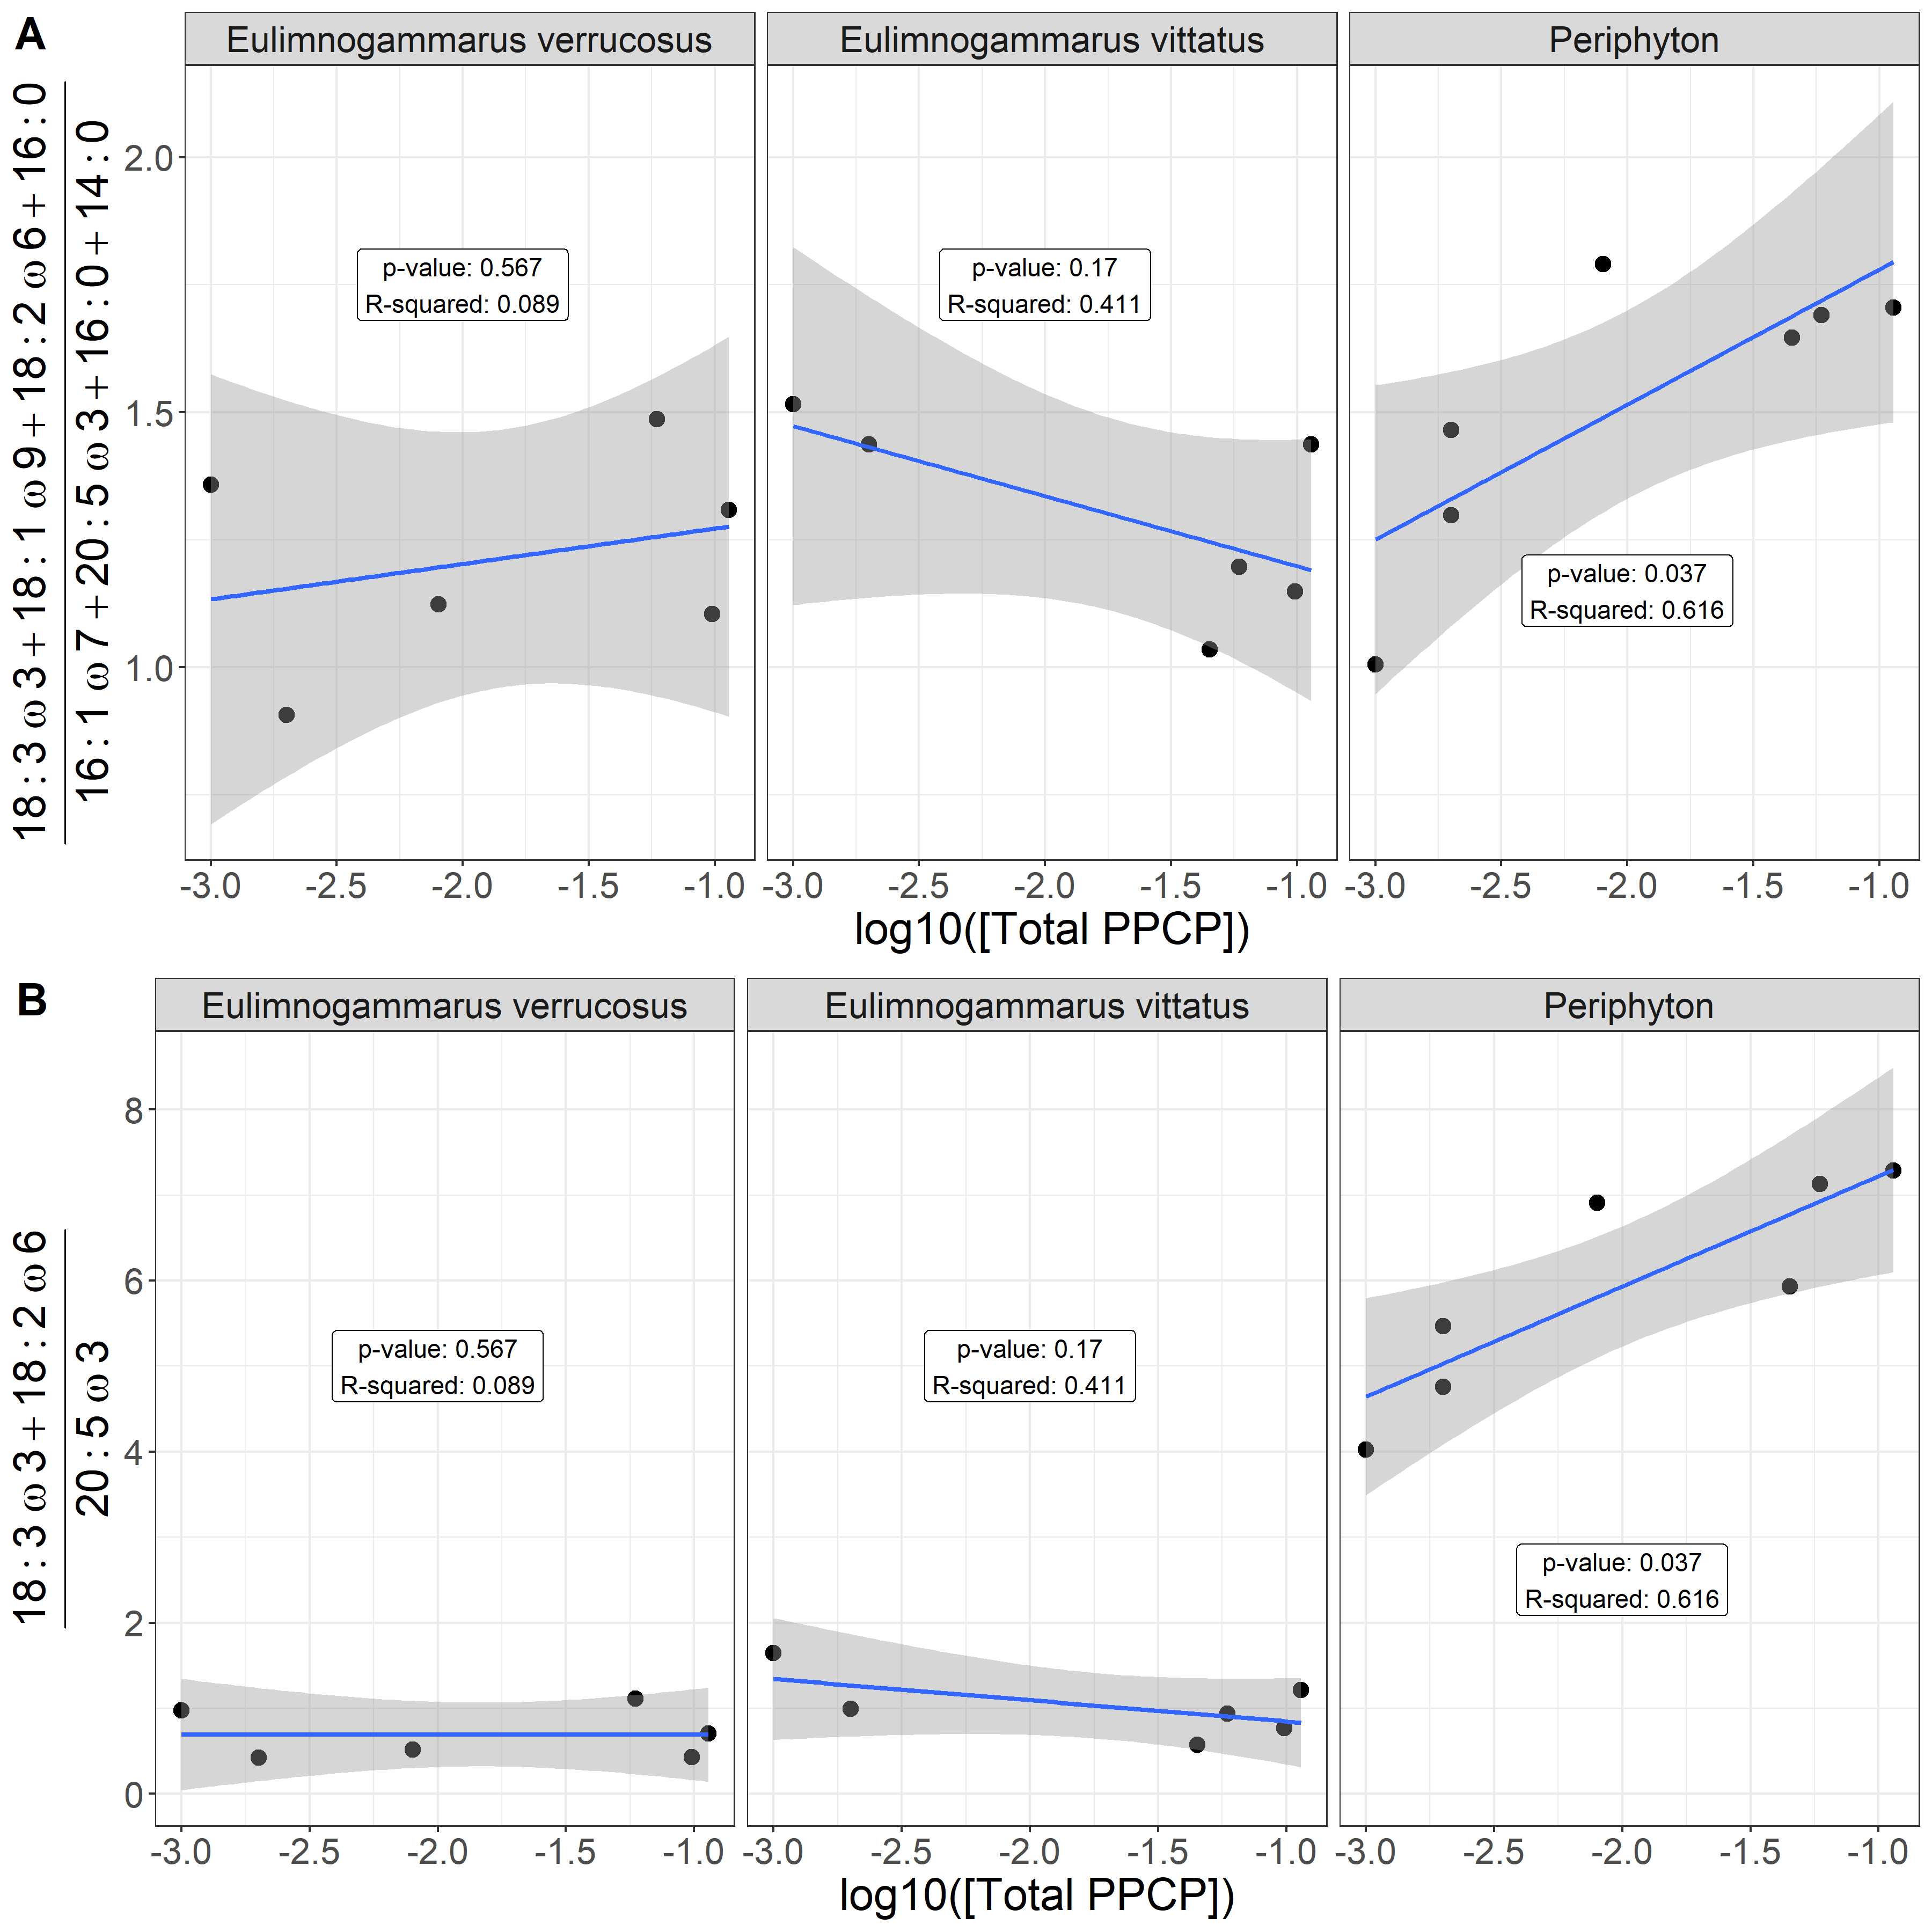 A
Eulimnogammarus verrucosus
Eulimnogammarus vittatus
Periphyton
18:3ω3+18:1ω9+18:2ω6+16:0
16:1ω7+20:5ω3+16:0+14:0
2.0
1.5
1.0
p-value: 0.567
R-squared: 0.089
p-value: 0.17
R-squared: 0.411
p-value: 0.037
R-squared: 0.616
-3.0 -2.5 -2.0 -1.5 -1.0
-3.0 -2.5 -2.0 -1.5 -1.0
-3.0 -2.5 -2.0 -1.5 -1.0
log10([Total PPCP])
B
Eulimnogammarus verrucosus
Eulimnogammarus vittatus
Periphyton
18:3ω3+18:2ω6
20:5ω3
8
6
4
2
0
p-value: 0.567
R-squared: 0.089
p-value: 0.17
R-squared: 0.411
p-value: 0.037
R-squared: 0.616
-3.0 -2.5 -2.0 -1.5 -1.0
-3.0 -2.5 -2.0 -1.5 -1.0
-3.0 -2.5 -2.0 -1.5 -1.0
log10([Total PPCP])